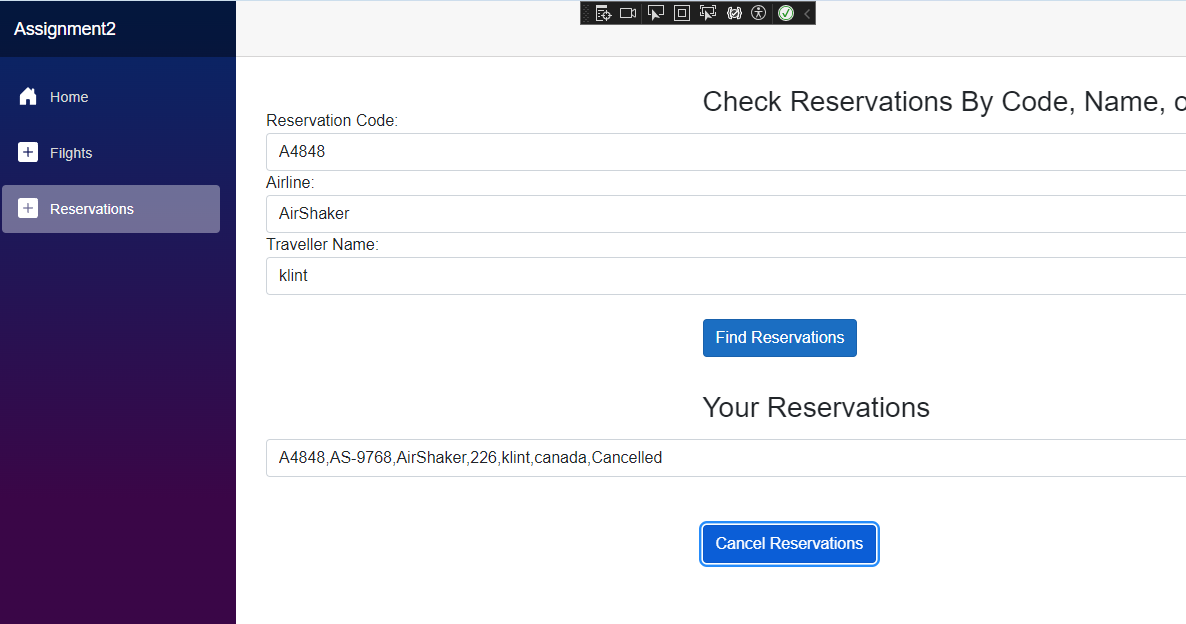 Assignment2
Home
Filghts
Reservations
Check Reservations By Code, Name, o
Reservation Code:
A4848
Airline:
AirShaker
Traveller Name:
klint
Find Reservations
Your Reservations
A4848,AS-9768,AirShaker,226,klint,canada,Cancelled
Cancel Reservations